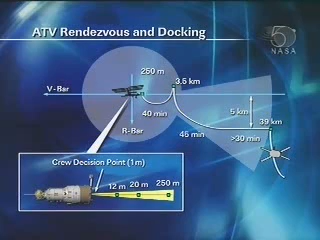 ATV Rendezvous and Docking
NASA
250 m
3.5 km
V-Bar
40 min
5 km
39 km
R-Bar
45 min
>30 min
Crew Decision Point (1m)
12 m 20 m 250 m